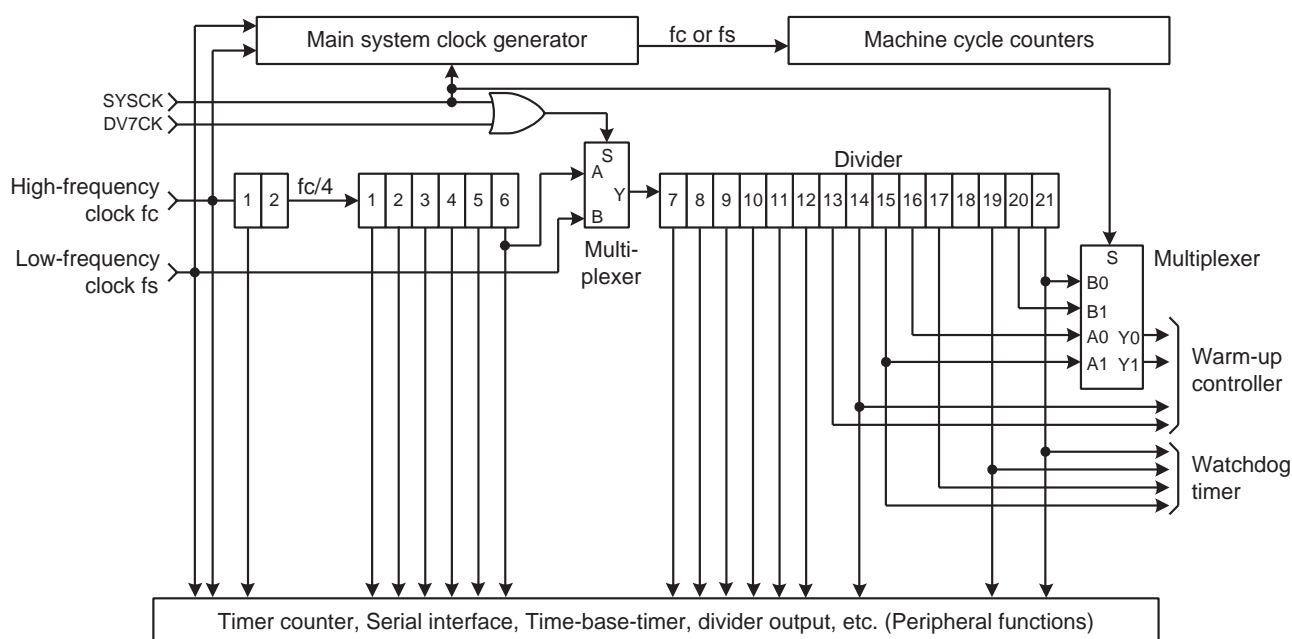 Main system clock generator
fc or fs
Machine cycle counters
SYSCK
DV7CK
High-frequency
clock fc
1 2
fc/4
1 2 3 4 5 6
S
A
Y
B
Multi-
plexer
Divider
7 8 9 10 11 12 13 14 15 16 17 18 19 20 21
Low-frequency
clock fs
S
Multiplexer
B0
B1
A0 Y0
A1 Y1
Warm-up
controller
Watchdog
timer
Timer counter, Serial interface, Time-base-timer, divider output, etc. (Peripheral functions)